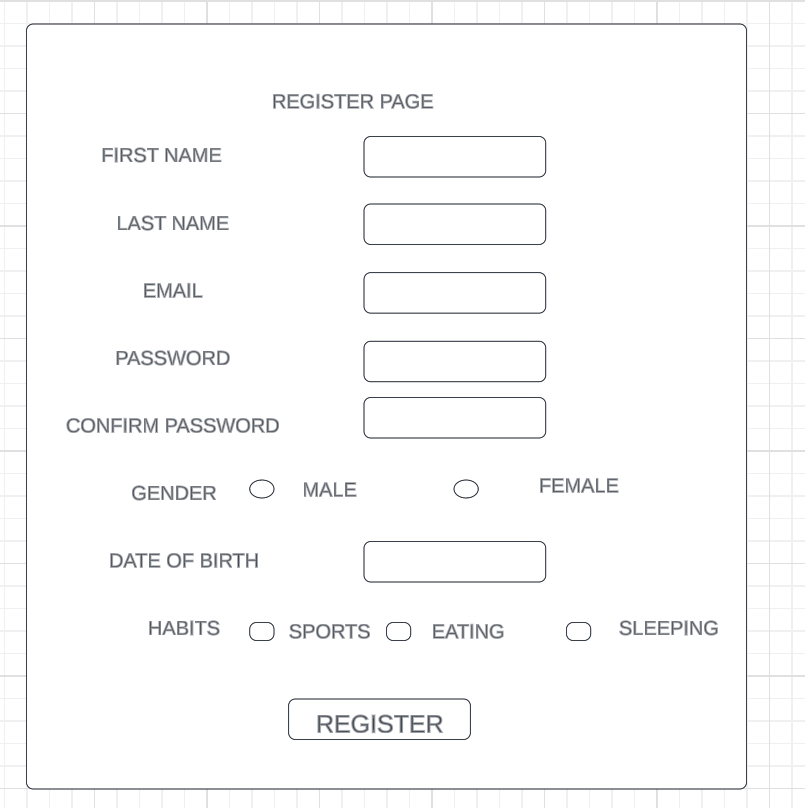 REGISTER PAGE
FIRST NAME
LAST NAME
EMAIL
PASSWORD
CONFIRM PASSWORD
GENDER MALE FEMALE
DATE OF BIRTH
HABITS SPORTS EATING SLEEPING
REGISTER